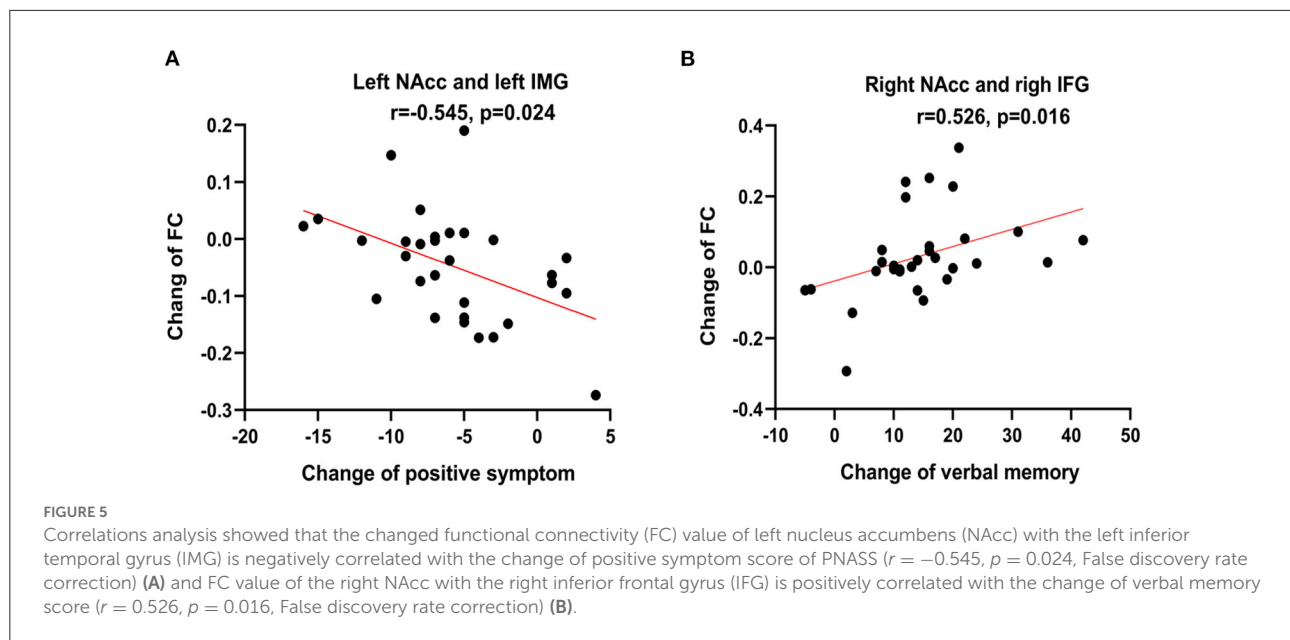 A
Left NAcc and left IMG
r=-0.545, p=0.024
0.2
0.1
0.0
-0.1
-0.2
-0.3
Chang of FC
-20
-15
-10
-5
0
5
Change of positive symptom
B
Right NAcc and righ IFG
r=0.526, p=0.016
0.4
0.2
0.0
-0.2
-0.4
Change of FC
-10
0
10
20
30
40
50
Change of verbal memory
FIGURE 5
Correlations analysis showed that the changed functional connectivity (FC) value of left nucleus accumbens (NAcc) with the left inferior
temporal gyrus (IMG) is negatively correlated with the change of positive symptom score of PNASS (r = −0.545, p = 0.024, False discovery rate
correction) (A) and FC value of the right NAcc with the right inferior frontal gyrus (IFG) is positively correlated with the change of verbal memory
score (r = 0.526, p = 0.016, False discovery rate correction) (B).